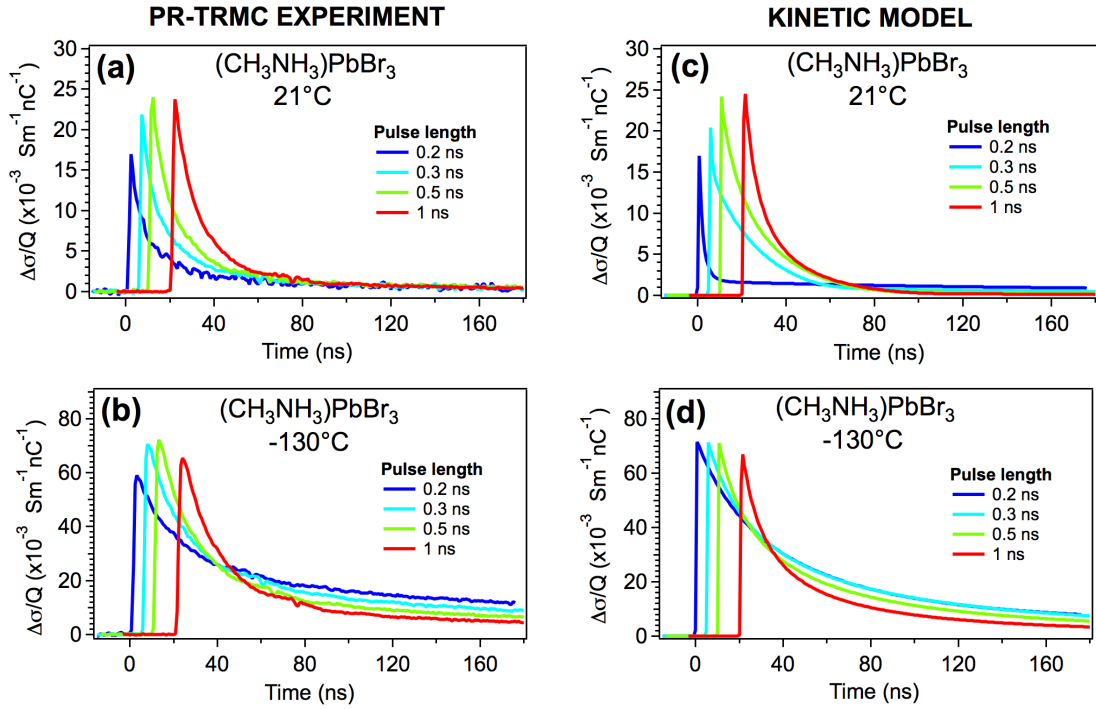 PR-TRMC EXPERIMENT
KINETIC MODEL
(a)
(CH₃NH₃)PbBr₃
21°C
Pulse length
0.2 ns
0.3 ns
0.5 ns
1 ns
Δσ/Q (x10⁻³ Sm⁻¹nC⁻¹)
30
25
20
15
10
5
0
0 40 80 120 160
Time (ns)
(c)
(CH₃NH₃)PbBr₃
21°C
Pulse length
0.2 ns
0.3 ns
0.5 ns
1 ns
Δσ/Q (x10⁻³ Sm⁻¹nC⁻¹)
30
25
20
15
10
5
0
0 40 80 120 160
Time (ns)
(b)
(CH₃NH₃)PbBr₃
-130°C
Pulse length
0.2 ns
0.3 ns
0.5 ns
1 ns
Δσ/Q (x10⁻³ Sm⁻¹nC⁻¹)
80
60
40
20
0
0 40 80 120 160
Time (ns)
(d)
(CH₃NH₃)PbBr₃
-130°C
Pulse length
0.2 ns
0.3 ns
0.5 ns
1 ns
Δσ/Q (x10⁻³ Sm⁻¹nC⁻¹)
80
60
40
20
0
0 40 80 120 160
Time (ns)